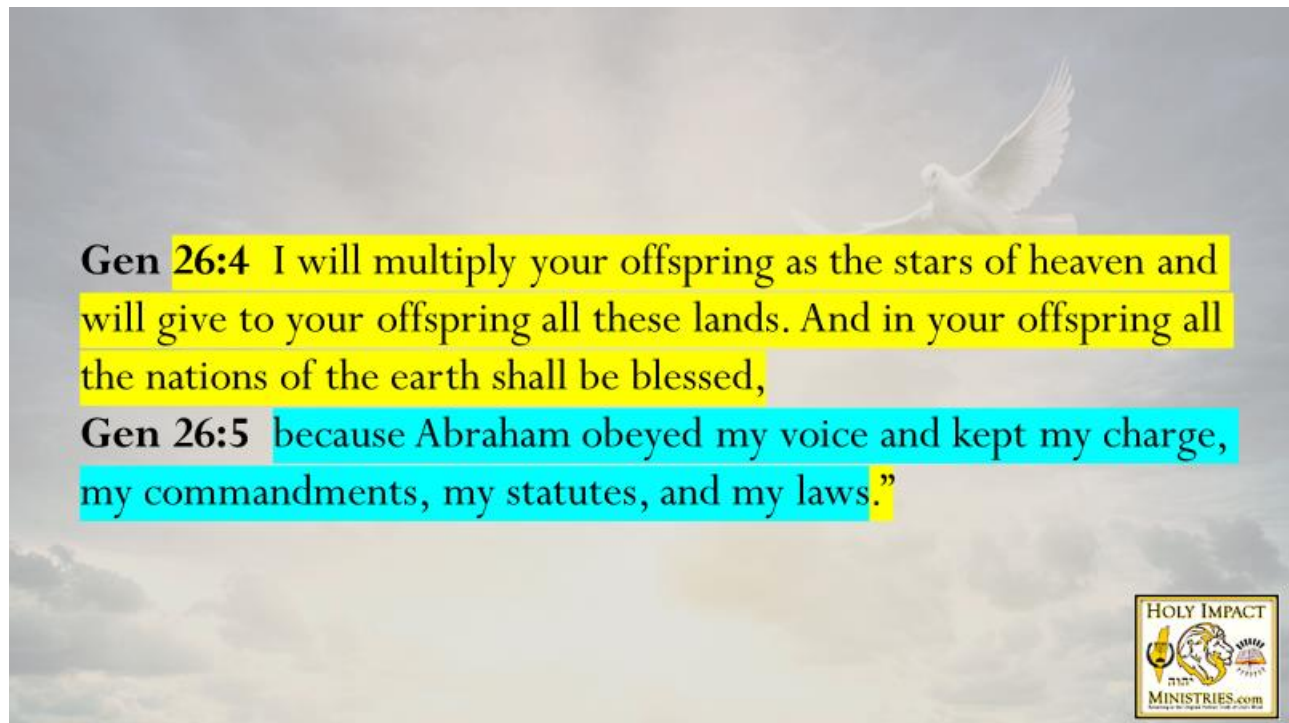 Gen 26:4 I will multiply your offspring as the stars of heaven and
will give to your offspring all these lands. And in your offspring all
the nations of the earth shall be blessed,
Gen 26:5 because Abraham obeyed my voice and kept my charge,
my commandments, my statutes, and my laws.”
HOLY IMPACT
יהוה
MINISTRIES.com